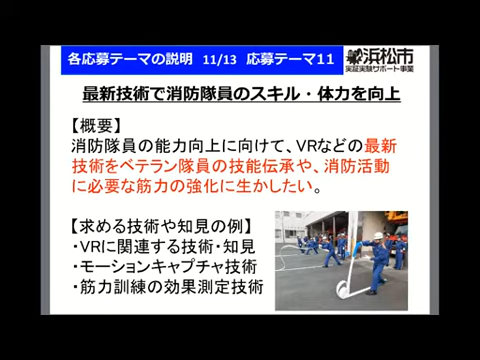 各応募テーマの説明 11/13 応募テーマ11
浜松市
実証実験サポート事業
最新技術で消防隊員のスキル・体力を向上
【概要】
消防隊員の能力向上に向けて、VRなどの最新
技術をベテラン隊員の技能伝承や、消防活動
に必要な筋力の強化に生かしたい。
【求める技術や知見の例】
・VRに関連する技術・知見
・モーションキャプチャ技術
・筋力訓練の効果測定技術